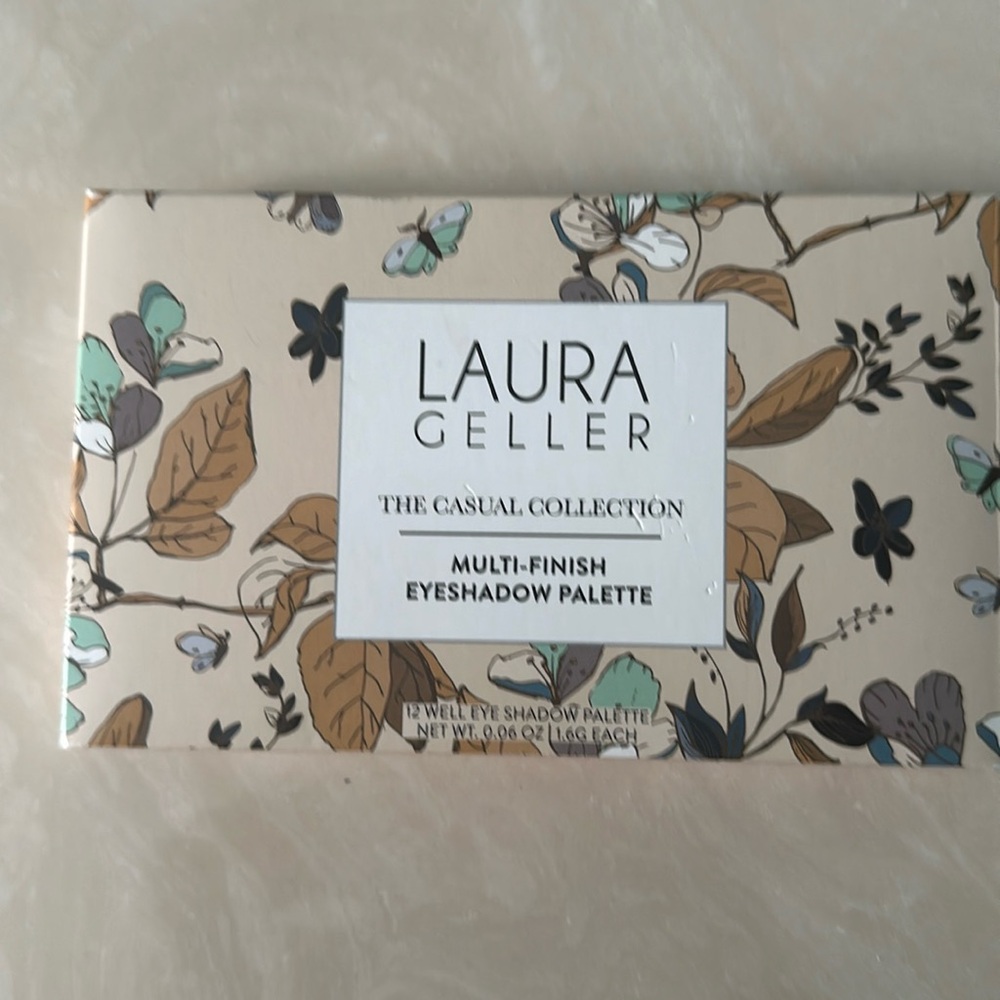 LAURA
GELLER
THE CASUAL COLLECTION
MULTI-FINISH
EYESHADOW PALETTE
12 WELL EYE SHADOW PALETTE
NET WT. 0.06 OZ | 1.6G EACH